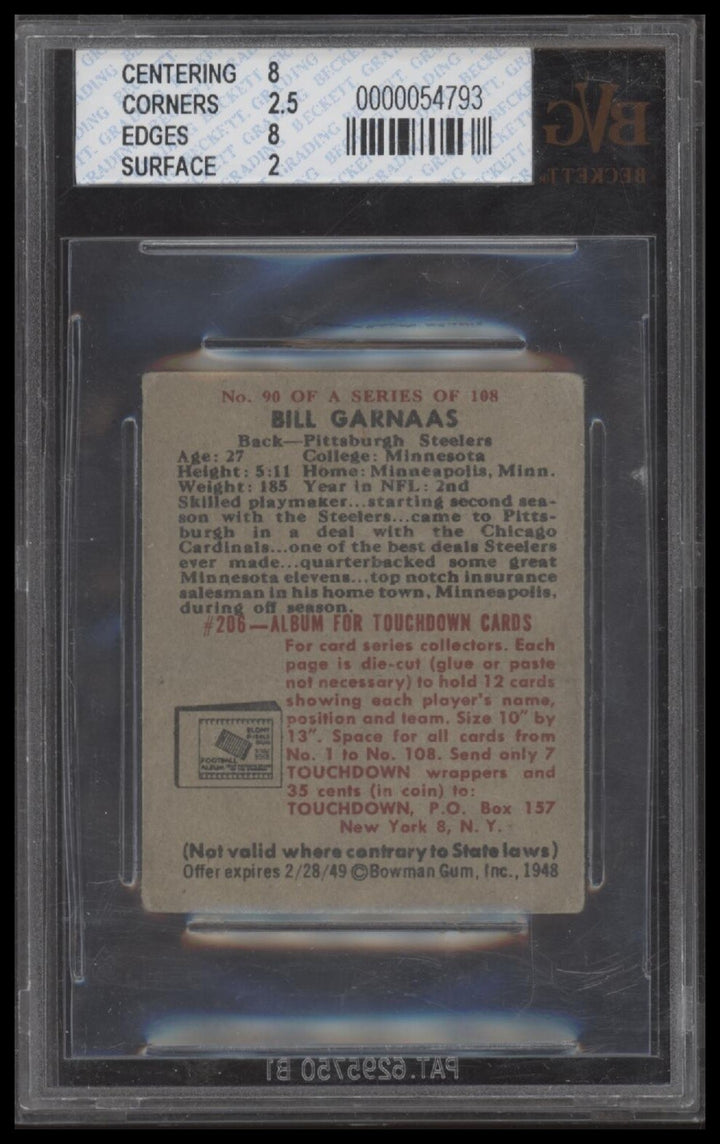 CENTERING 8
CORNERS 2.5
EDGES 8
SURFACE 2
0000054793
BVG
BECKETT
No. 90 OF A SERIES OF 108
BILL GARNAAS
Back—Pittsburgh Steelers
Age: 27 College: Minnesota
Height: 5:11 Home: Minneapolis, Minn.
Weight: 185 Year in NFL: 2nd
Skilled playmaker...starting second sea-
son with the Steelers...came to Pitts-
burgh in a deal with the Chicago
Cardinals...one of the best deals Steelers
ever made...quarterbacked some great
Minnesota elevens...top notch insurance
salesman in his home town, Minneapolis,
during off season.
#206—ALBUM FOR TOUCHDOWN CARDS
For card series collectors. Each
page is die-cut (glue or paste
not necessary) to hold 12 cards
showing each player's name,
position and team. Size 10" by
13". Space for all cards from
No. 1 to No. 108. Send only 7
TOUCHDOWN wrappers and
35 cents (in coin) to:
TOUCHDOWN, P.O. Box 157
New York 8, N. Y.
FOOTBALL
ALBUM
(Not valid where contrary to State laws)
Offer expires 2/28/49 ©Bowman Gum, Inc., 1948
PAT. 6295750 B1